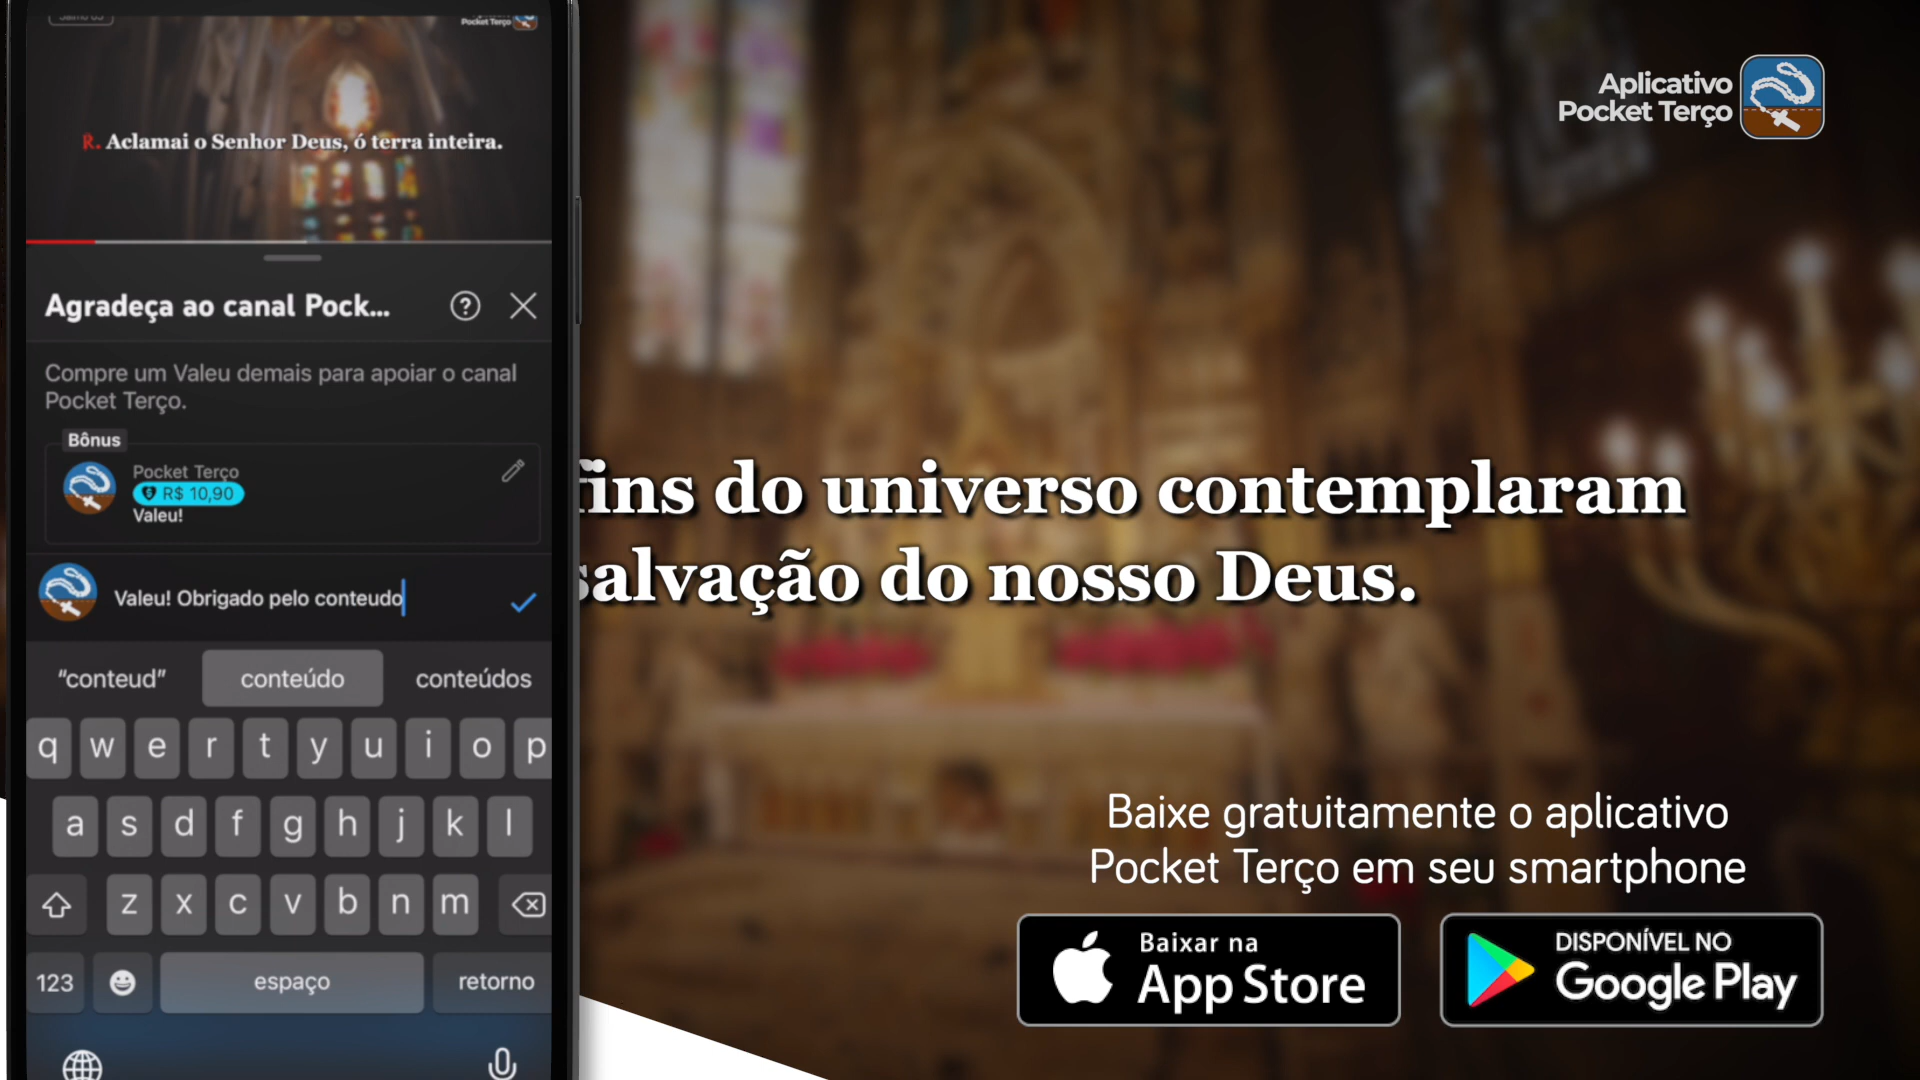 Pocket Terço
R. Aclamai o Senhor Deus, ó terra inteira.
Agradeça ao canal Pock...
Compre um Valeu demais para apoiar o canal
Pocket Terço.
Bônus
Pocket Terço
R$ 10,90
Valeu!
Valeu! Obrigado pelo conteudo
"conteud" conteúdo conteúdos
q w e r t y u i o p
a s d f g h j k l
z x c v b n m
123 espaço retorno
Aplicativo
Pocket Terço
fins do universo contemplaram
salvação do nosso Deus.
Baixe gratuitamente o aplicativo
Pocket Terço em seu smartphone
Baixar na
App Store
DISPONÍVEL NO
Google Play